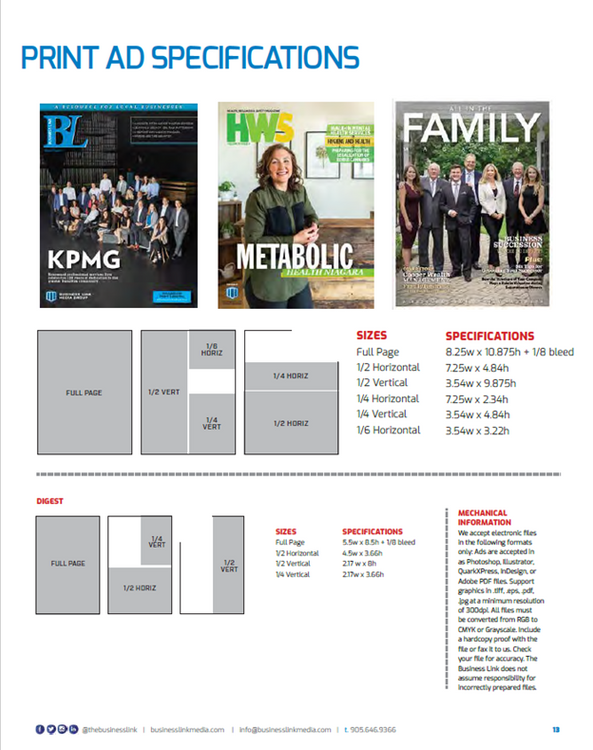 PRINT AD SPECIFICATIONS
A RESOURCE FOR LOCAL BUSINESSES
BL
KPMG
BUSINESS LINK
MEDIA GROUP
HWS
HYGIENE AND HEALTH
METABOLIC
HEALTH NIAGARA
ALL IN THE
FAMILY
BUSINESS
SUCCESSION
Plus
FULL PAGE
1/2 VERT
1/6
HORIZ
1/4
VERT
1/4 HORIZ
1/2 HORIZ
SIZES SPECIFICATIONS
Full Page 8.25w x 10.875h + 1/8 bleed
1/2 Horizontal 7.25w x 4.84h
1/2 Vertical 3.54w x 9.875h
1/4 Horizontal 7.25w x 2.34h
1/4 Vertical 3.54w x 4.84h
1/6 Horizontal 3.54w x 3.22h
DIGEST
FULL PAGE
1/4
VERT
1/2 HORIZ
1/2
VERT
SIZES SPECIFICATIONS
Full Page 5.5w x 8.5h + 1/8 bleed
1/2 Horizontal 4.5w x 3.66h
1/2 Vertical 2.17 w x 8h
1/4 Vertical 2.17w x 3.66h
MECHANICAL
INFORMATION
We accept electronic files
in the following formats
only: Ads are accepted in
as Photoshop, Illustrator,
QuarkXPress, InDesign, or
Adobe PDF files. Support
graphics in .tiff, .eps, .pdf,
.jpg at a minimum resolution
of 300dpi. All files must
be converted from RGB to
CMYK or Grayscale. Include
a hardcopy proof with the
file or fax it to us. Check
your file for accuracy. The
Business Link does not
assume responsibility for
incorrectly prepared files.
@thebusinesslink | businesslinkmedia.com | info@businesslinkmedia.com | t. 905.646.9366
13